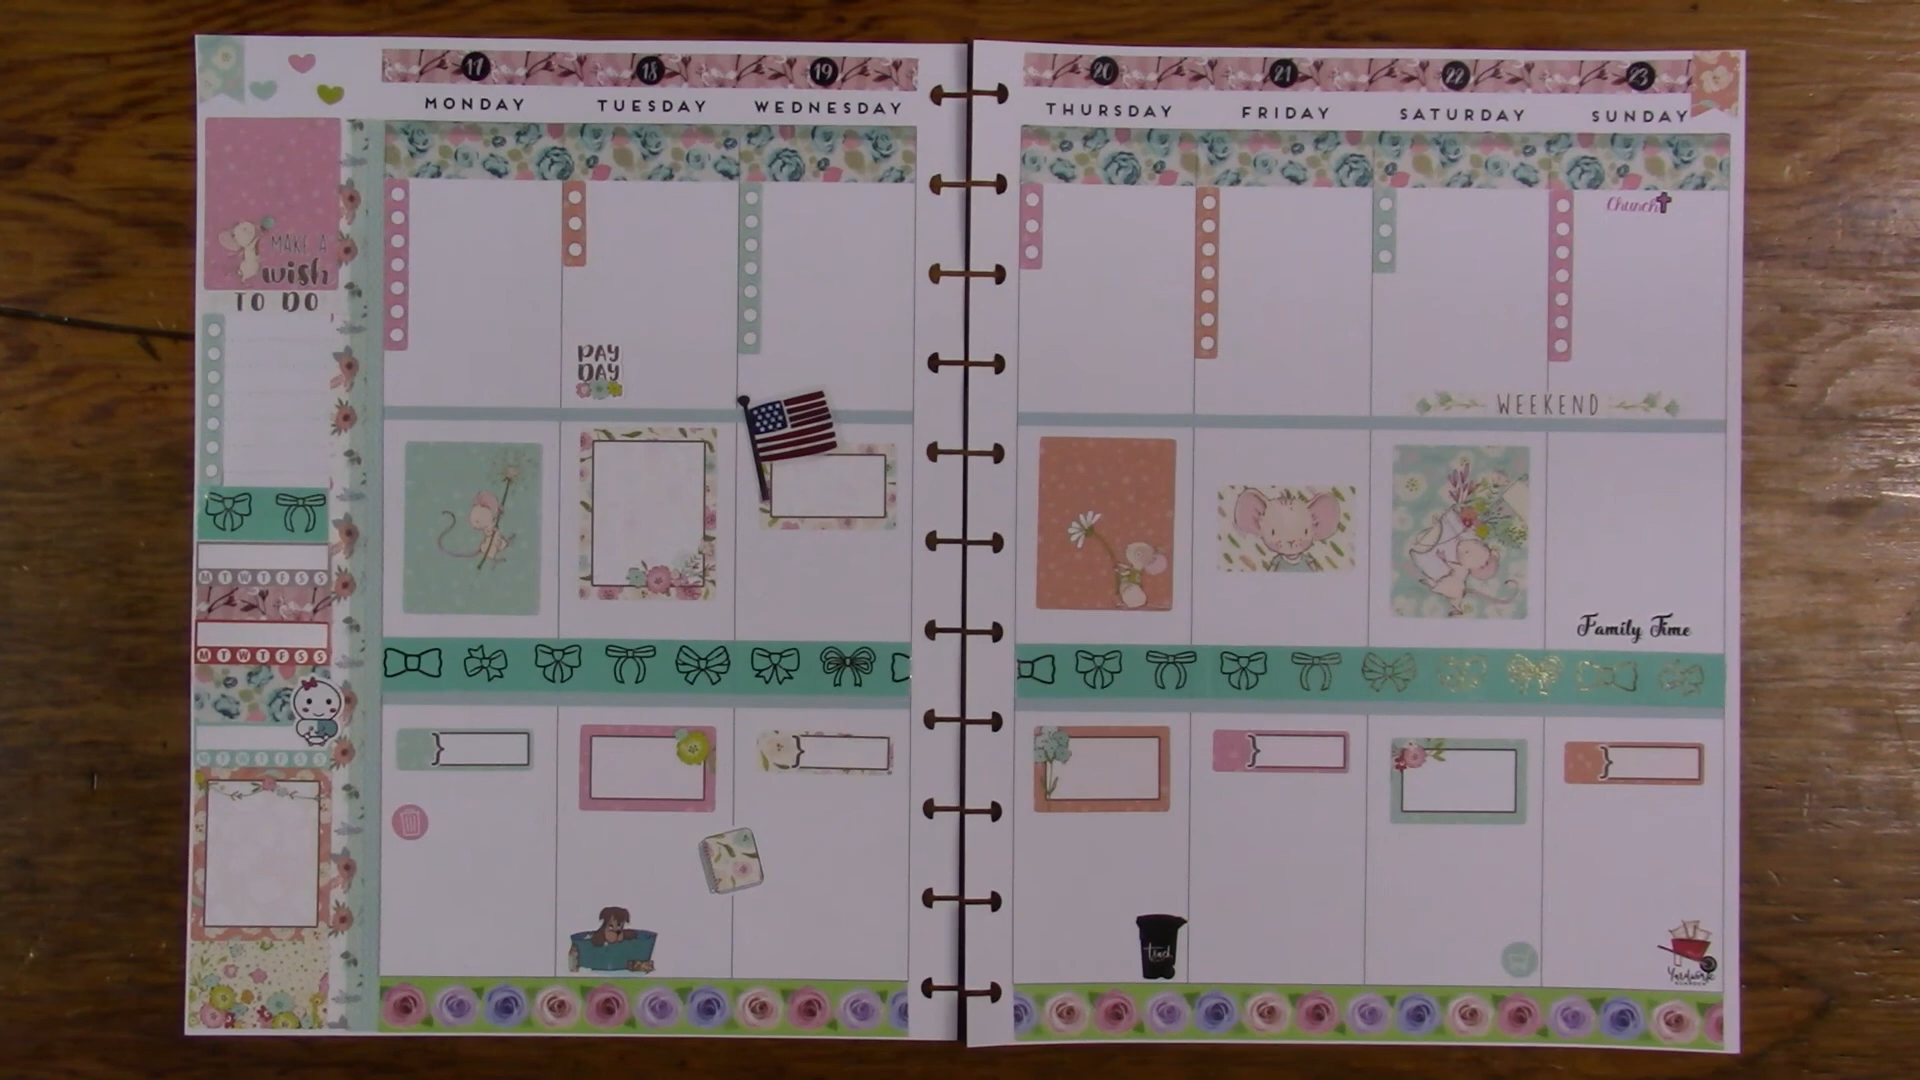 17 18 19 20 21 22 23
MONDAY TUESDAY WEDNESDAY THURSDAY FRIDAY SATURDAY SUNDAY
Church
MAKE A
wish
TO DO
PAY
DAY
WEEKEND
M T W T F S S
Family Time
M T W T F S S
M T W T F S S
Yardwork